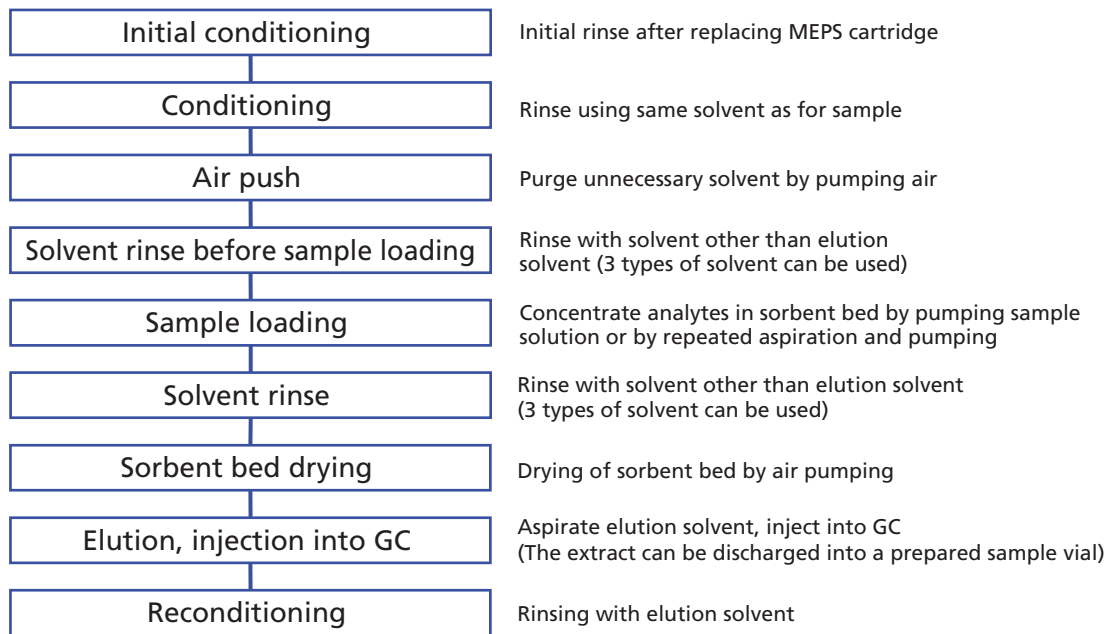 Initial conditioning
Initial rinse after replacing MEPS cartridge
Conditioning
Rinse using same solvent as for sample
Air push
Purge unnecessary solvent by pumping air
Solvent rinse before sample loading
Rinse with solvent other than elution
solvent (3 types of solvent can be used)
Sample loading
Concentrate analytes in sorbent bed by pumping sample
solution or by repeated aspiration and pumping
Solvent rinse
Rinse with solvent other than elution solvent
(3 types of solvent can be used)
Sorbent bed drying
Drying of sorbent bed by air pumping
Elution, injection into GC
Aspirate elution solvent, inject into GC
(The extract can be discharged into a prepared sample vial)
Reconditioning
Rinsing with elution solvent